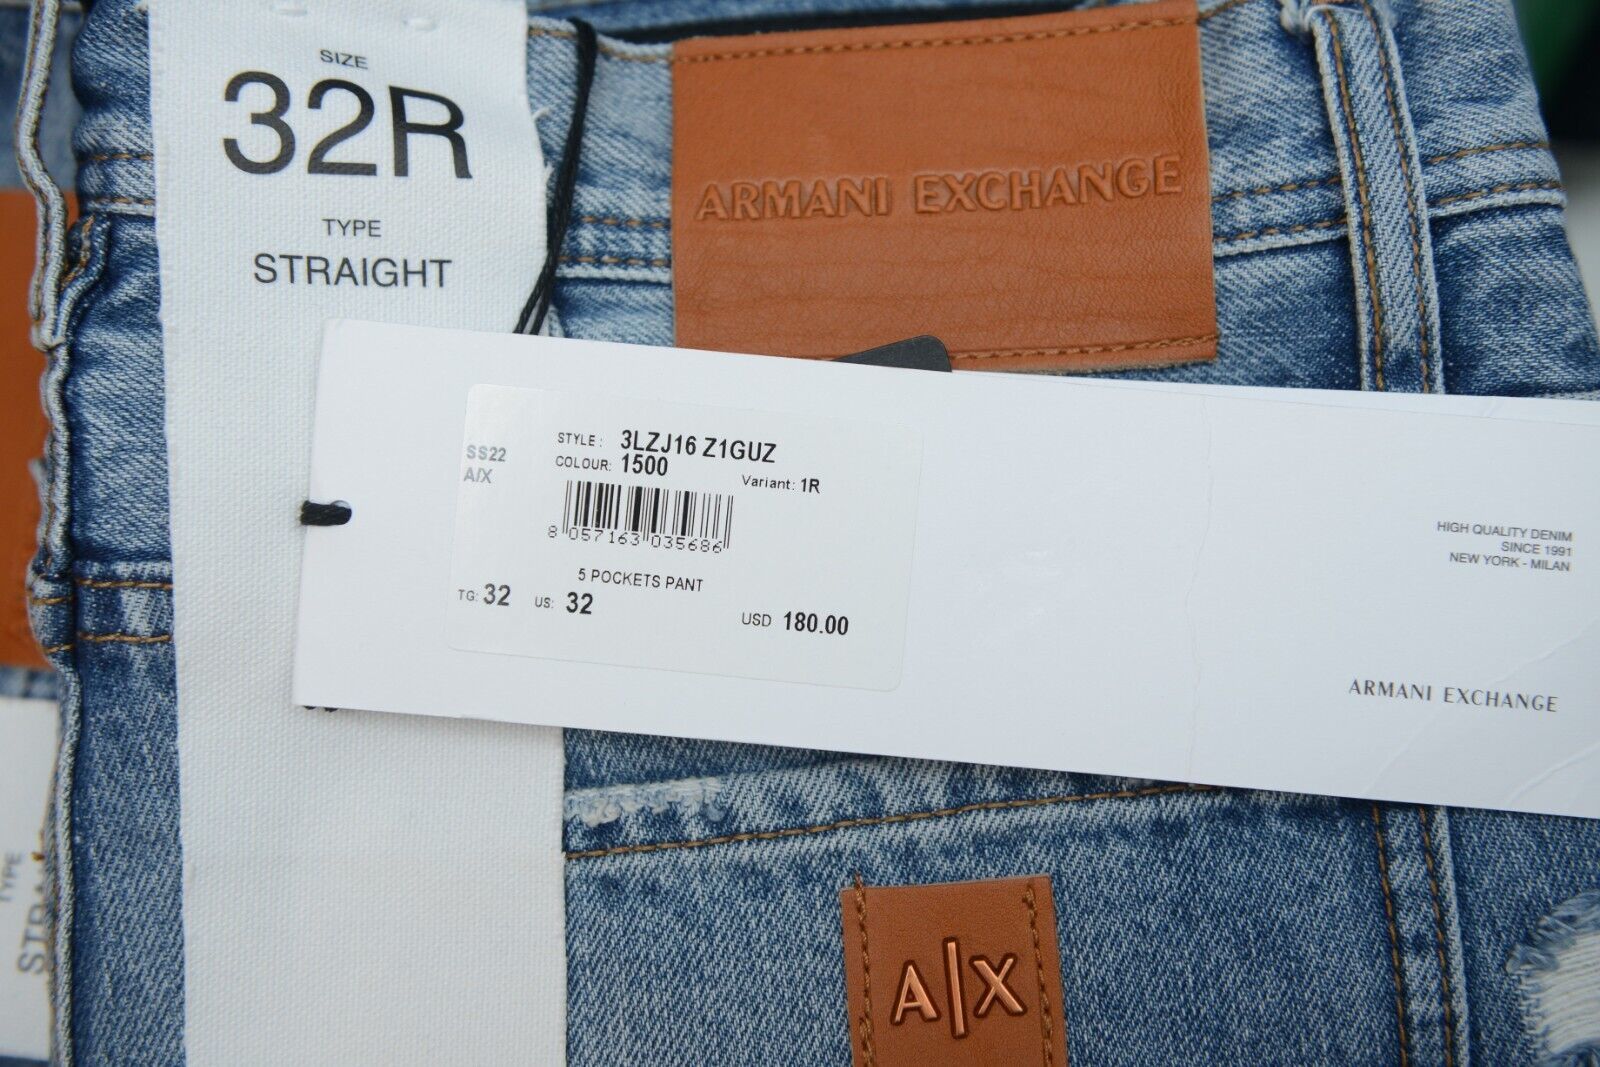 SIZE
32R
TYPE
STRAIGHT
ARMANI EXCHANGE
SS22
A/X
STYLE: 3LZJ16 Z1GUZ
COLOUR: 1500
Variant: 1R
8 057163 035686
5 POCKETS PANT
TG: 32 US: 32
USD 180.00
HIGH QUALITY DENIM
SINCE 1991
NEW YORK - MILAN
ARMANI EXCHANGE
A|X
TYPE